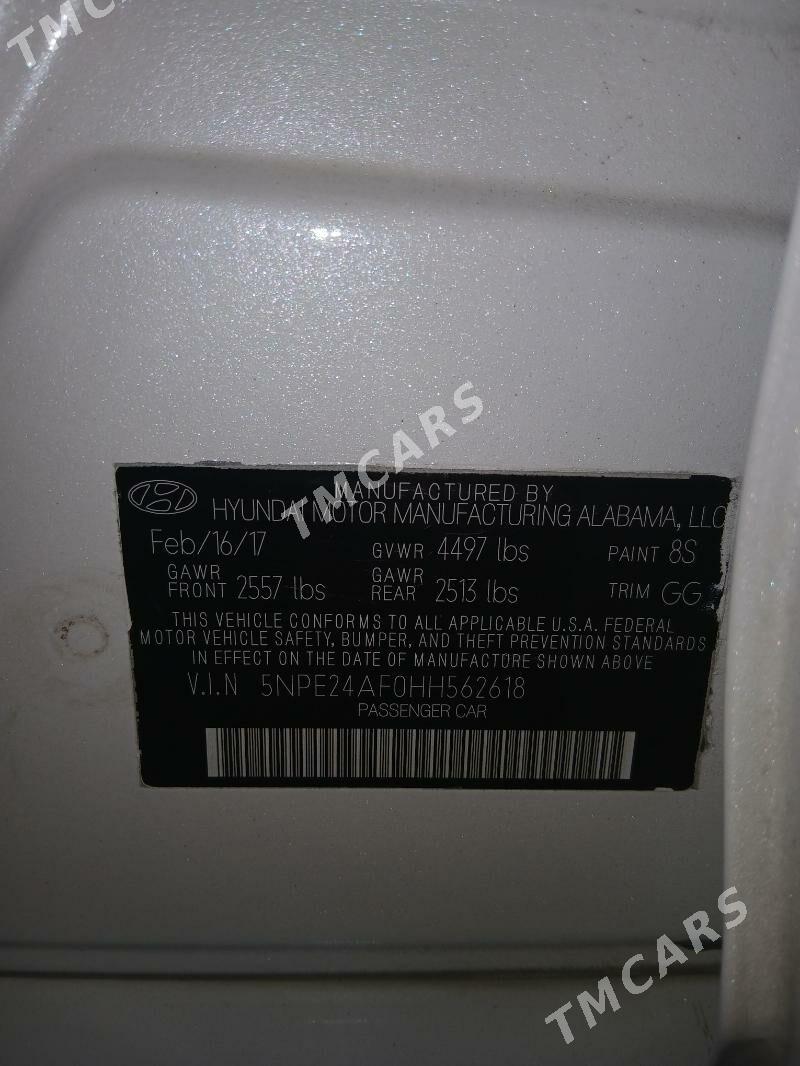 TMCARS
TMCARS
MANUFACTURED BY
HYUNDAI MOTOR MANUFACTURING ALABAMA, LLC
Feb/16/17 GVWR 4497 lbs PAINT 8S
GAWR FRONT 2557 lbs GAWR REAR 2513 lbs TRIM GG
THIS VEHICLE CONFORMS TO ALL APPLICABLE U.S.A. FEDERAL
MOTOR VEHICLE SAFETY, BUMPER, AND THEFT PREVENTION STANDARDS
IN EFFECT ON THE DATE OF MANUFACTURE SHOWN ABOVE
V.I.N 5NPE24AF0HH562618
PASSENGER CAR
TMCARS